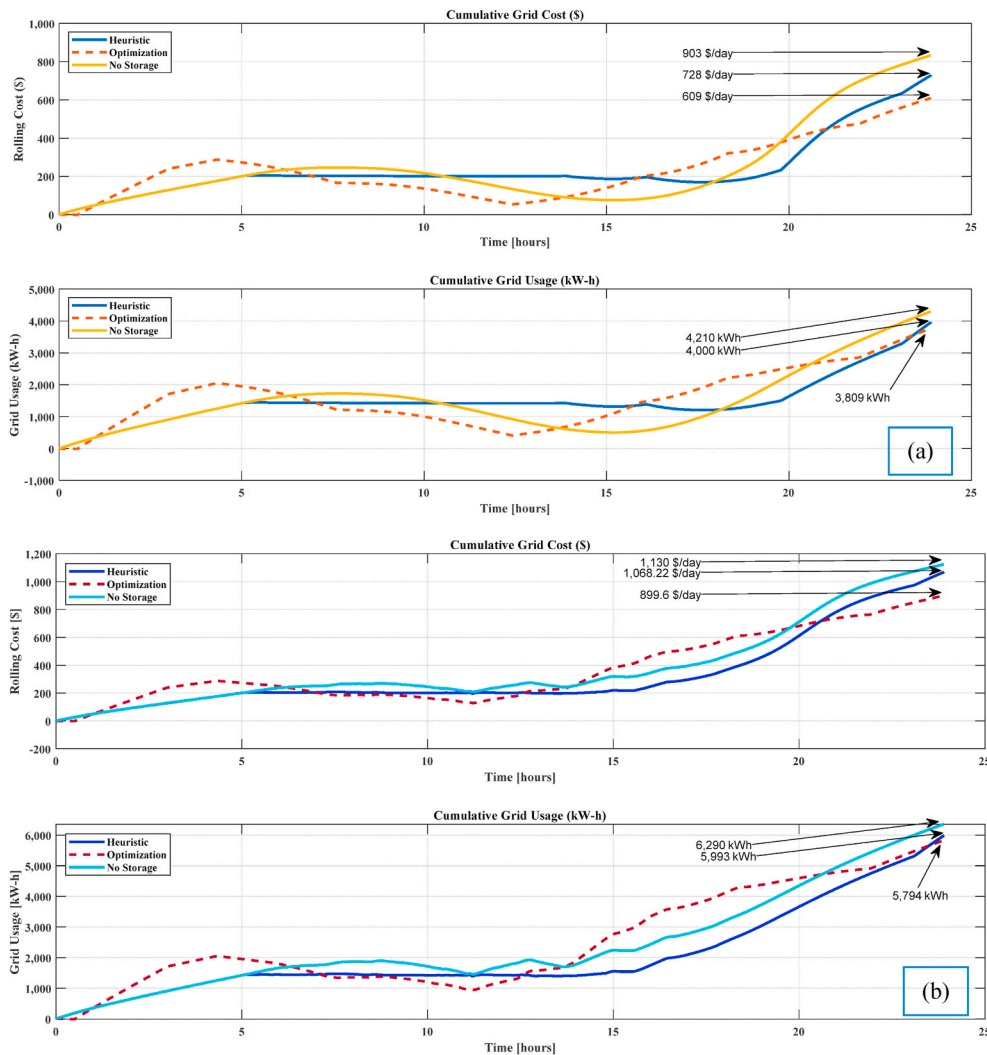 Cumulative Grid Cost ($)
1,000
800
600
400
200
0
Rolling Cost ($)
Heuristic
Optimization
No Storage
903 $/day
728 $/day
609 $/day
0 5 10 15 20 25
Time [hours]
Cumulative Grid Usage (kW-h)
5,000
4,000
3,000
2,000
1,000
0
-1,000
Grid Usage (kW-h)
Heuristic
Optimization
No Storage
4,210 kWh
4,000 kWh
3,809 kWh
(a)
0 5 10 15 20 25
Time [hours]
Cumulative Grid Cost ($)
1,200
1,000
800
600
400
200
0
-200
Rolling Cost [$]
Heuristic
Optimization
No Storage
1,130 $/day
1,068.22 $/day
899.6 $/day
0 5 10 15 20 25
Time [hours]
Cumulative Grid Usage (kW-h)
6,000
5,000
4,000
3,000
2,000
1,000
0
Grid Usage [kW-h]
Heuristic
Optimization
No Storage
6,290 kWh
5,993 kWh
5,794 kWh
(b)
0 5 10 15 20 25
Time [hours]